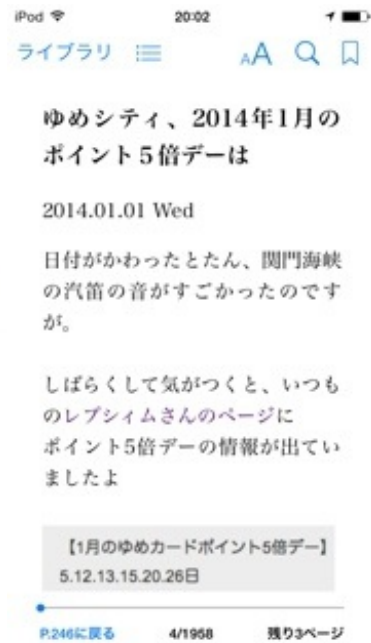 iPod 20:02
ライブラリ AA
ゆめシティ、2014年1月の
ポイント５倍デーは
2014.01.01 Wed
日付がかわったとたん、関門海峡
の汽笛の音がすごかったのです
が。
しばらくして気がつくと、いつも
のレプシィムさんのページに
ポイント5倍デーの情報が出てい
ましたよ
【1月のゆめカードポイント5倍デー】
5.12.13.15.20.26日
P.246に戻る 4/1958 残り3ページ